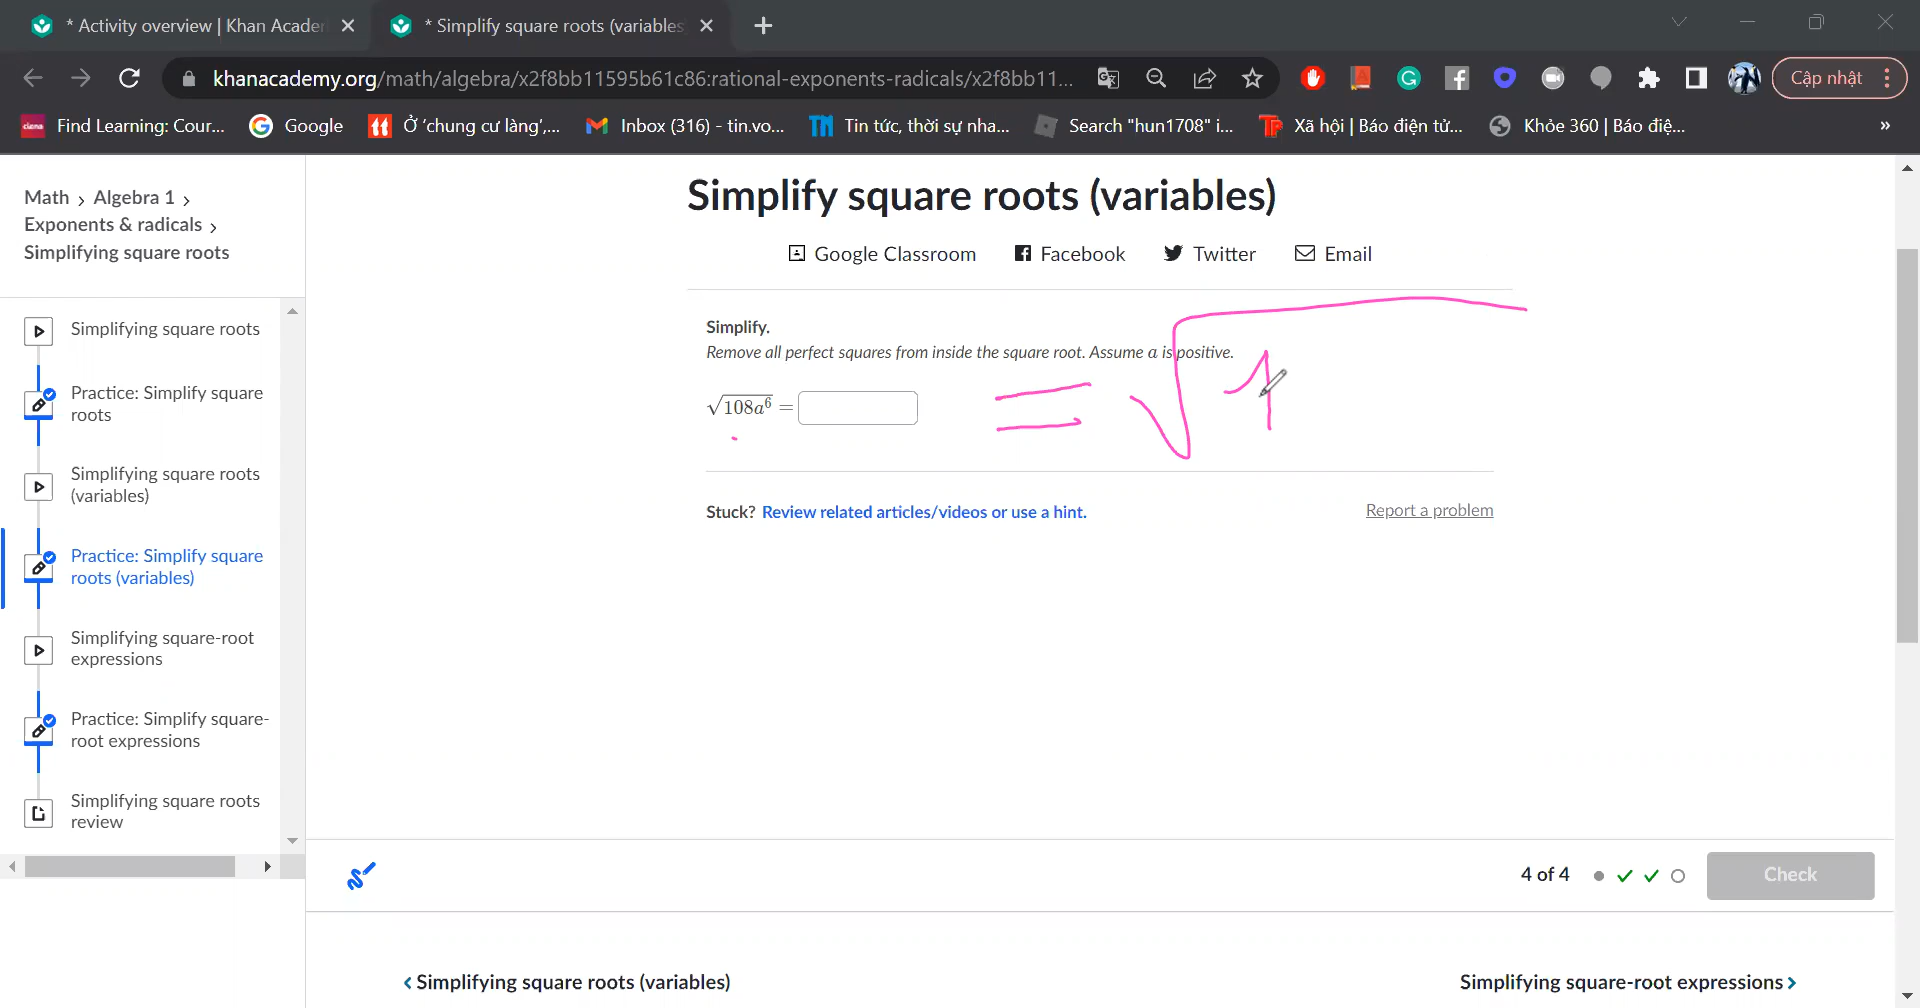 * Activity overview | Khan Acade
* Simplify square roots (variables
khanacademy.org/math/algebra/x2f8bb11595b61c86:rational-exponents-radicals/x2f8bb11...
Cập nhật
ciena Find Learning: Cour...
Google
Ở ‘chung cư làng’,...
Inbox (316) - tin.vo...
Tin tức, thời sự nha...
Search "hun1708" i...
Xã hội | Báo điện tử...
Khỏe 360 | Báo điệ...
»
Math › Algebra 1 ›
Exponents & radicals ›
Simplifying square roots
Simplifying square roots
Practice: Simplify square
roots
Simplifying square roots
(variables)
Practice: Simplify square
roots (variables)
Simplifying square-root
expressions
Practice: Simplify square-
root expressions
Simplifying square roots
review
Simplify square roots (variables)
Google Classroom
Facebook
Twitter
Email
Simplify.
Remove all perfect squares from inside the square root. Assume a is positive.
√108a⁶ =
= √1
Stuck? Review related articles/videos or use a hint.
Report a problem
4 of 4
Check
‹ Simplifying square roots (variables)
Simplifying square-root expressions ›